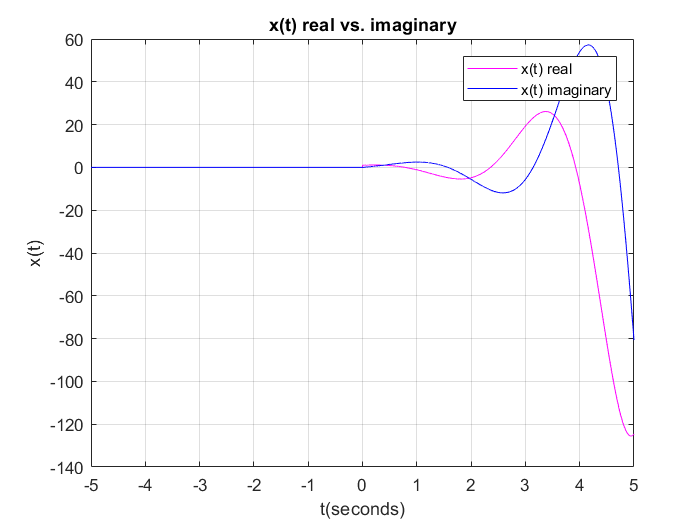 x(t) real vs. imaginary
60
40
20
0
-20
-40
-60
-80
-100
-120
-140
x(t)
x(t) real
x(t) imaginary
-5 -4 -3 -2 -1 0 1 2 3 4 5
t(seconds)